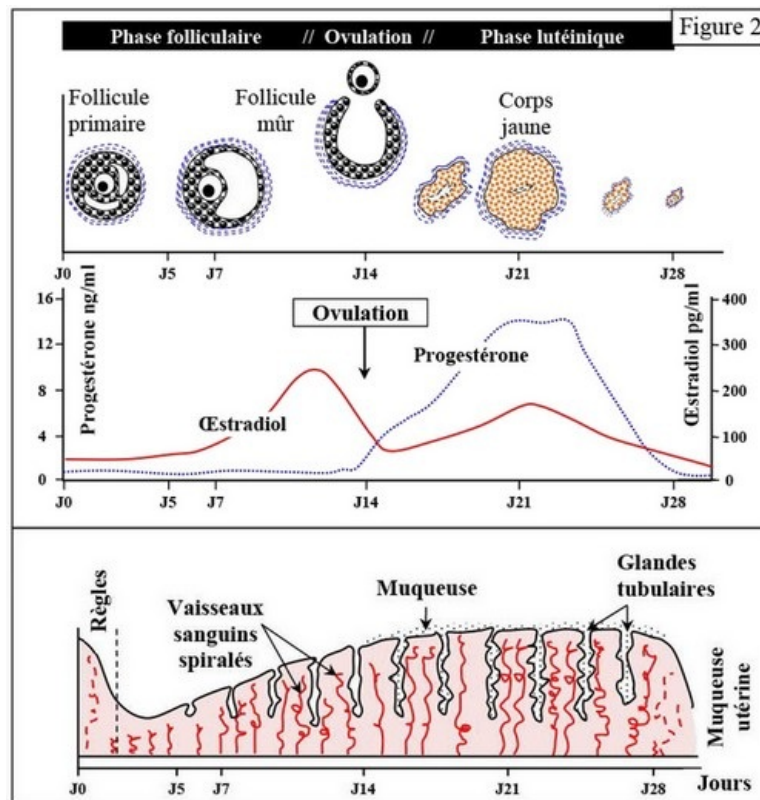 Figure 2
Phase folliculaire // Ovulation // Phase lutéinique
Follicule
primaire
Follicule
mûr
Corps
jaune
J0 J5 J7 J14 J21 J28
Progestérone ng/ml
16
12
8
4
0
Ovulation
Progestérone
Œstradiol
Œstradiol pg/ml
400
300
200
100
0
J0 J5 J7 J14 J21 J28
Règles
Vaisseaux
sanguins
spiralés
Muqueuse
Glandes
tubulaires
Muqueuse
utérine
J0 J5 J7 J14 J21 J28 Jours